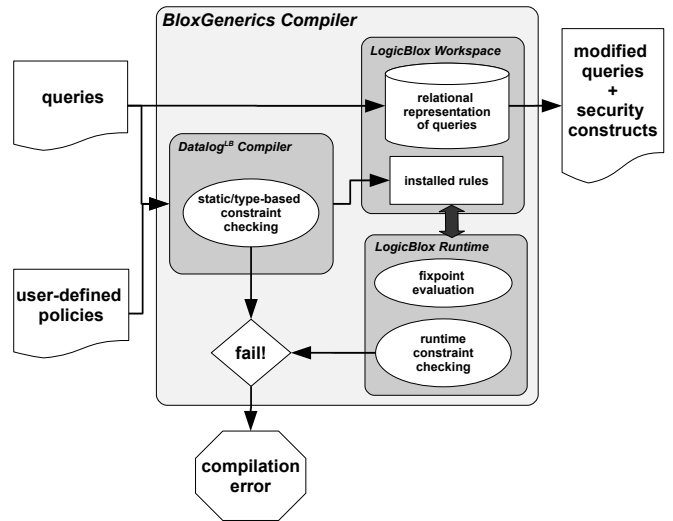 BloxGenerics Compiler
queries
LogicBlox Workspace
relational
representation
of queries
modified
queries
+
security
constructs
Datalog^LB Compiler
static/type-based
constraint
checking
installed rules
user-defined
policies
LogicBlox Runtime
fixpoint
evaluation
runtime
constraint
checking
fail!
compilation
error